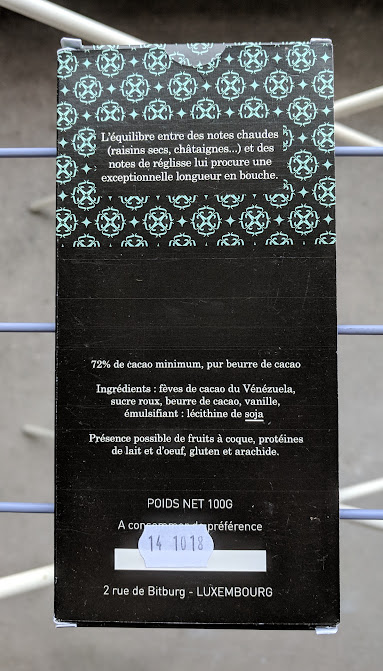 L'équilibre entre des notes chaudes
(raisins secs, châtaignes...) et des
notes de réglisse lui procure une
exceptionnelle longueur en bouche.
72% de cacao minimum, pur beurre de cacao
Ingrédients : fèves de cacao du Vénézuela,
sucre roux, beurre de cacao, vanille,
émulsifiant : lécithine de soja
Présence possible de fruits à coque, protéines
de lait et d'oeuf, gluten et arachide.
POIDS NET 100G
A consommer de préférence
14 1018
2 rue de Bitburg - LUXEMBOURG